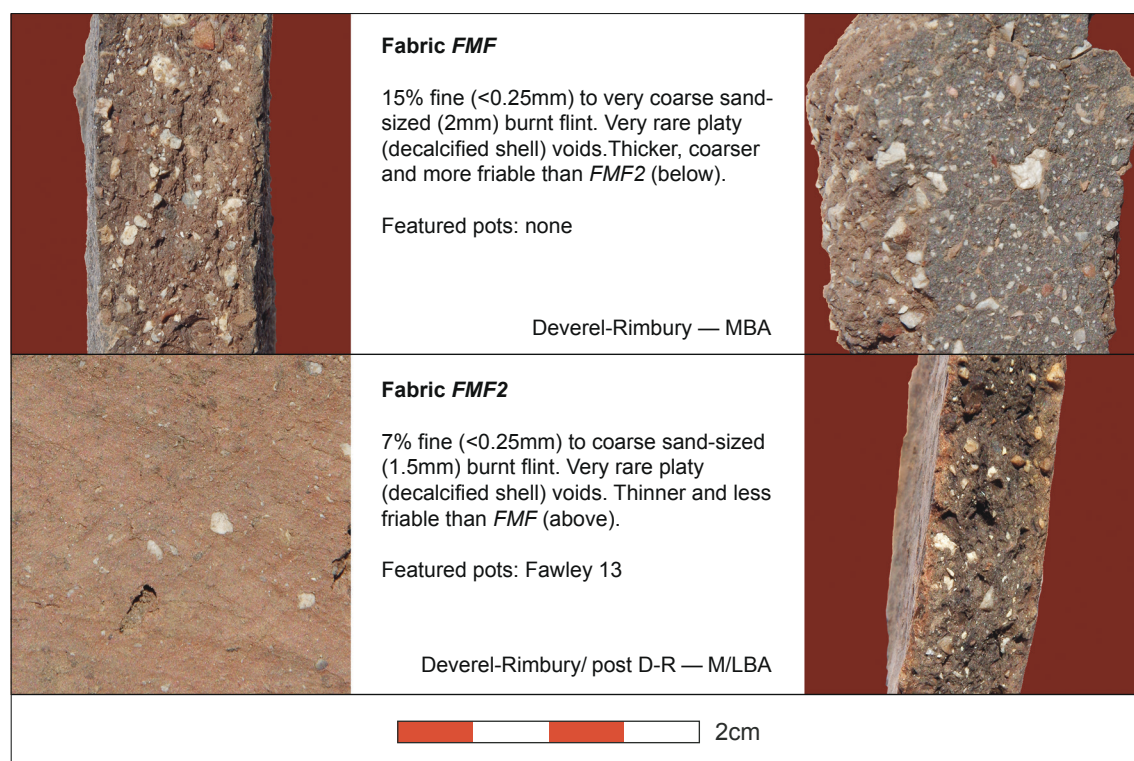 Fabric FMF
15% fine (<0.25mm) to very coarse sand-
sized (2mm) burnt flint. Very rare platy
(decalcified shell) voids.Thicker, coarser
and more friable than FMF2 (below).
Featured pots: none
Deverel-Rimbury — MBA
Fabric FMF2
7% fine (<0.25mm) to coarse sand-sized
(1.5mm) burnt flint. Very rare platy
(decalcified shell) voids. Thinner and less
friable than FMF (above).
Featured pots: Fawley 13
Deverel-Rimbury/ post D-R — M/LBA
2cm